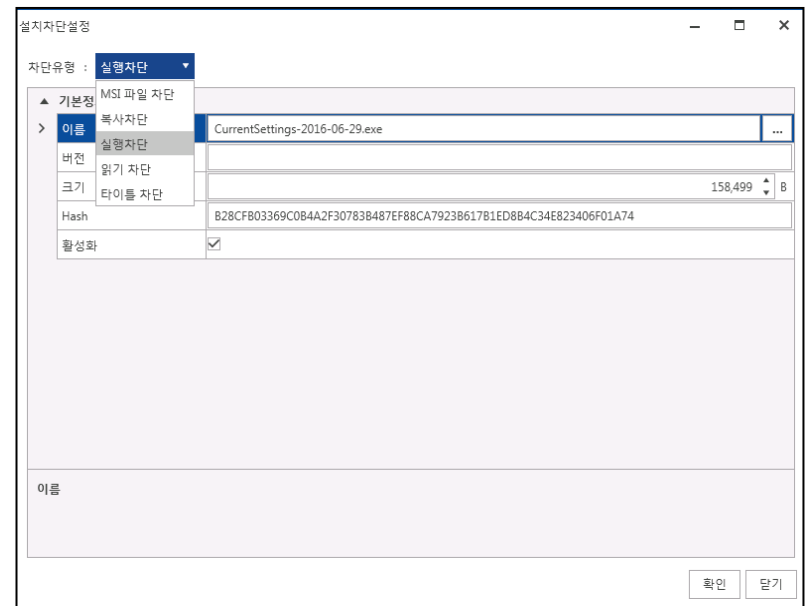 설치차단설정
차단유형 : 실행차단
MSI 파일 차단
복사차단
실행차단
읽기 차단
타이틀 차단
기본정
이름 CurrentSettings-2016-06-29.exe ...
버전
크기 158,499 B
Hash B28CFB03369C0B4A2F30783B487EF88CA7923B617B1ED8B4C34E823406F01A74
활성화
이름
확인 닫기